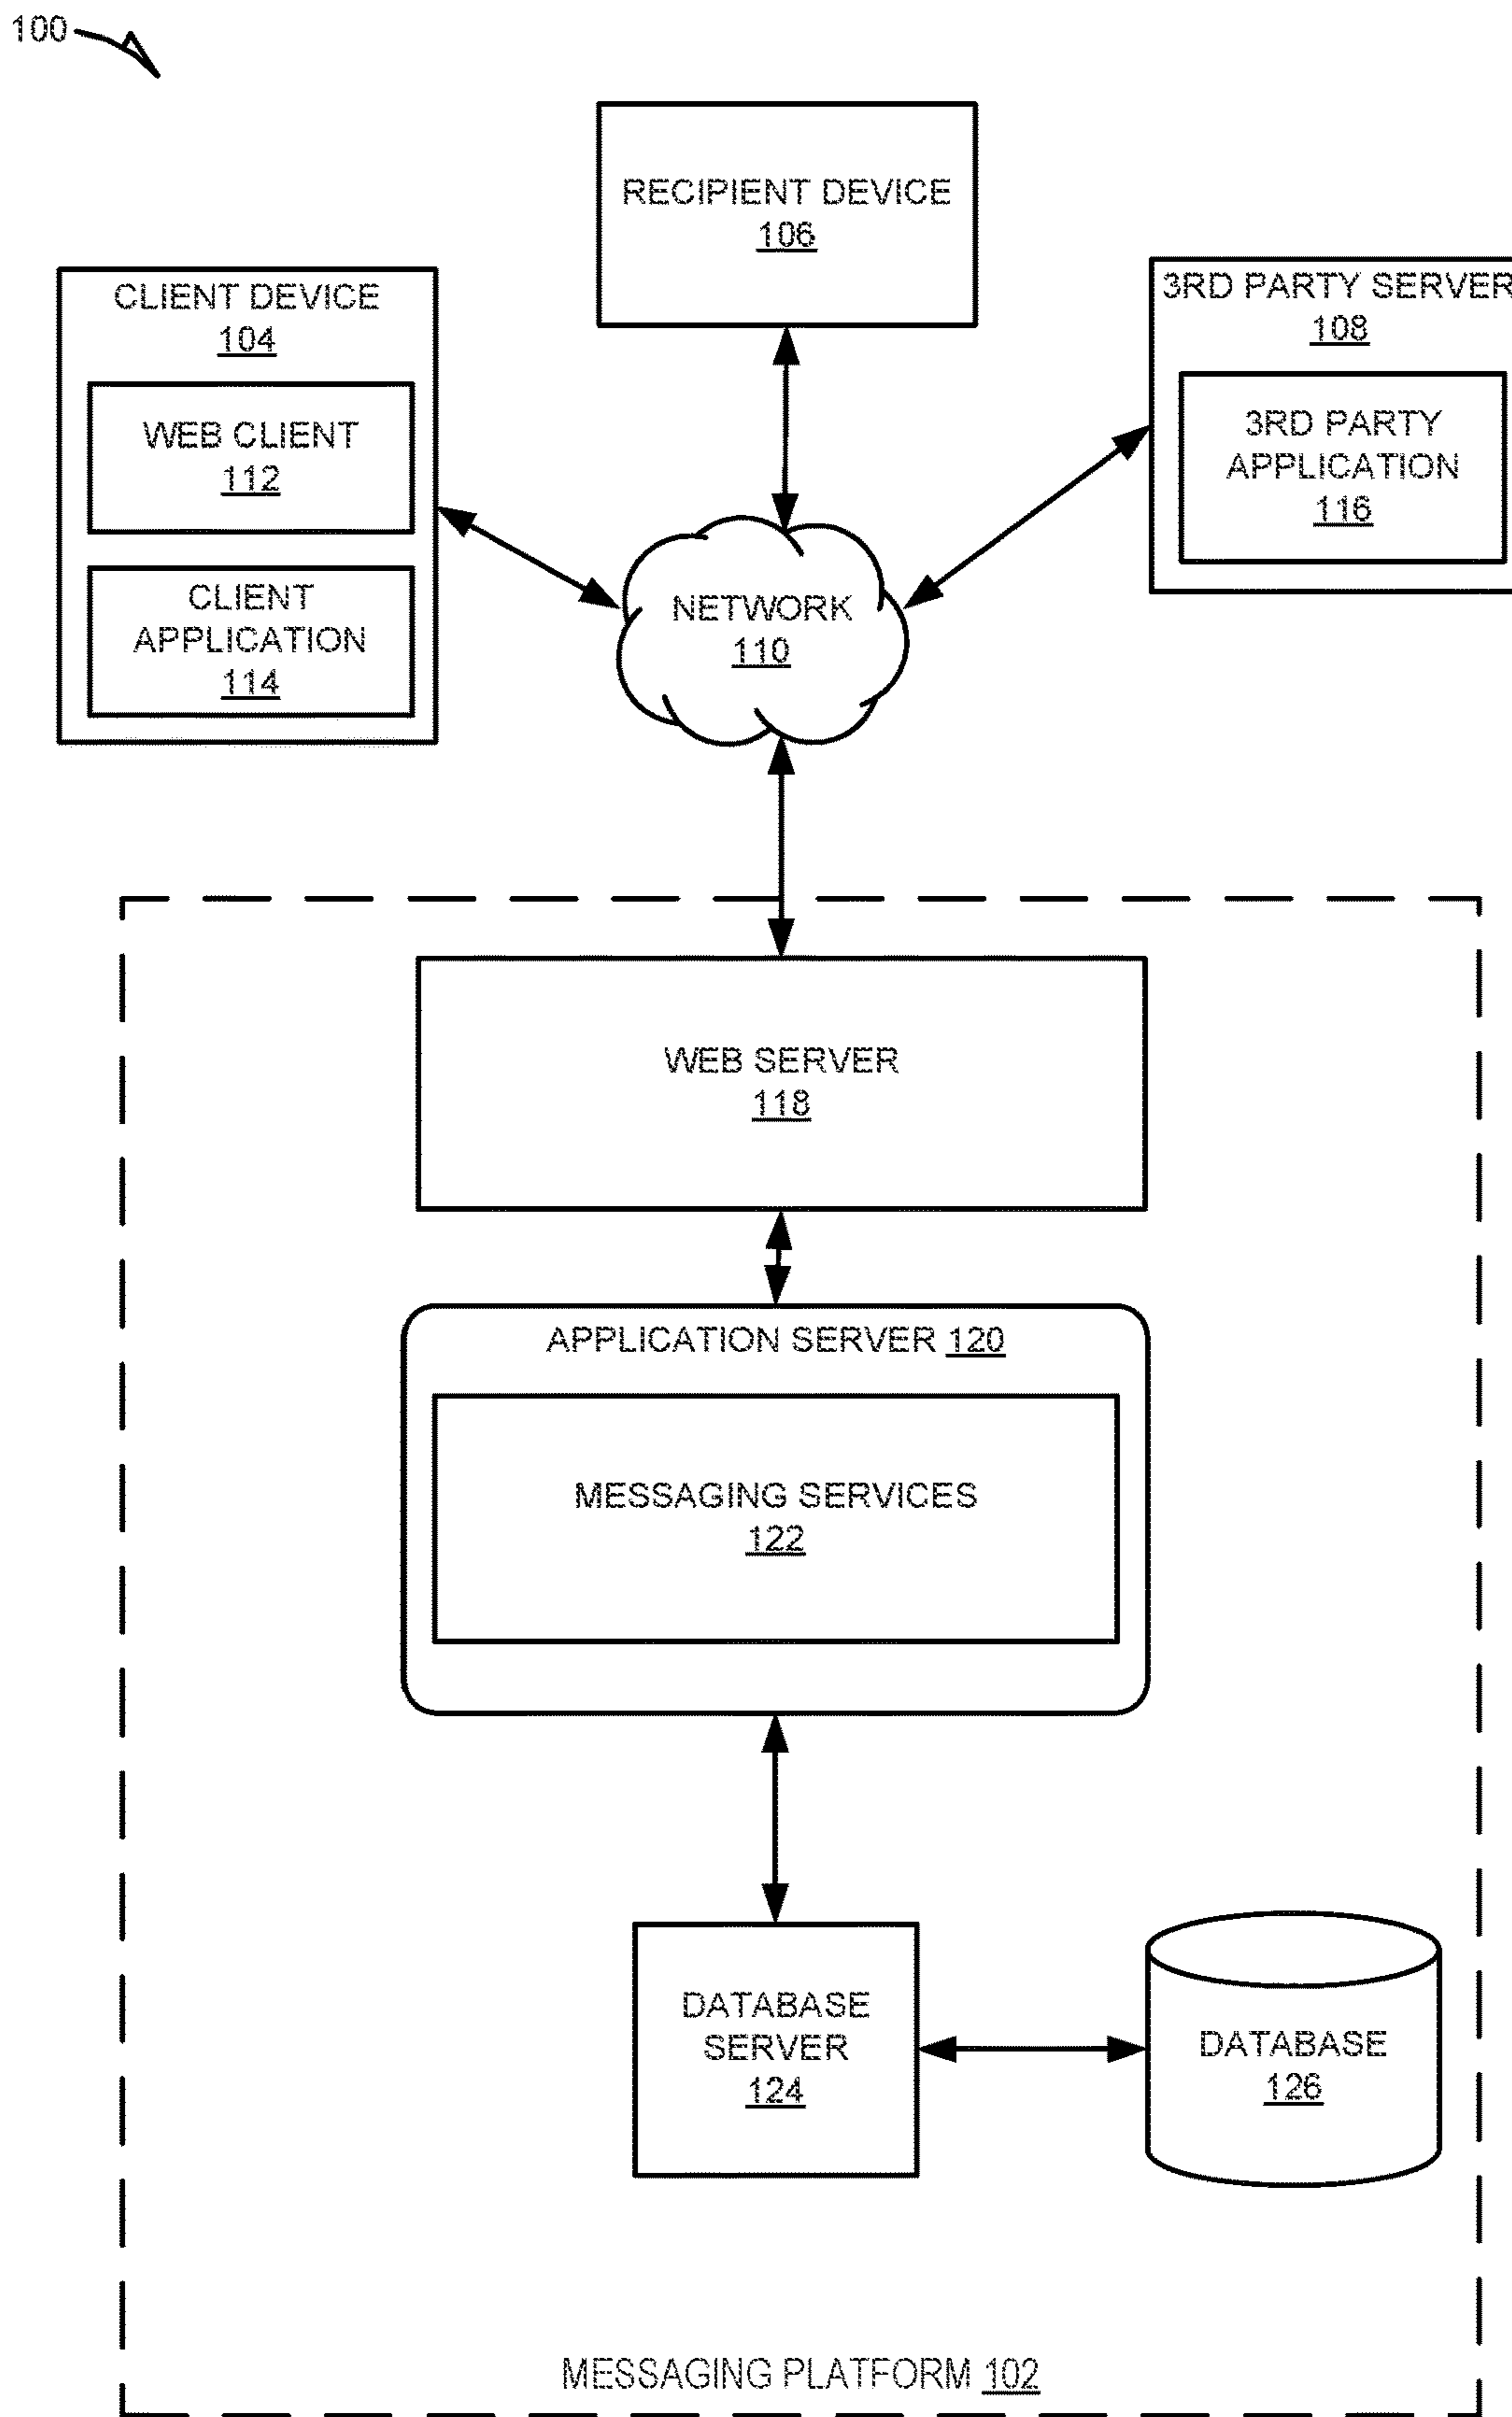 100
RECIPIENT DEVICE
106
CLIENT DEVICE
104
WEB CLIENT
112
CLIENT
APPLICATION
114
3RD PARTY SERVER
108
3RD PARTY
APPLICATION
116
NETWORK
110
WEB SERVER
118
APPLICATION SERVER 120
MESSAGING SERVICES
122
DATABASE
SERVER
124
DATABASE
126
MESSAGING PLATFORM 102